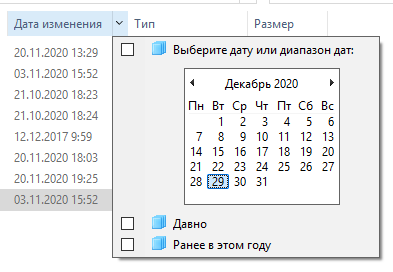 Дата изменения Тип Размер
20.11.2020 13:29
03.11.2020 15:52
21.10.2020 18:23
21.10.2020 18:24
12.12.2017 9:59
20.11.2020 18:03
20.11.2020 19:25
03.11.2020 15:52
Выберите дату или диапазон дат:
Декабрь 2020
Пн Вт Ср Чт Пт Сб Вс
1 2 3 4 5 6
7 8 9 10 11 12 13
14 15 16 17 18 19 20
21 22 23 24 25 26 27
28 29 30 31
Давно
Ранее в этом году